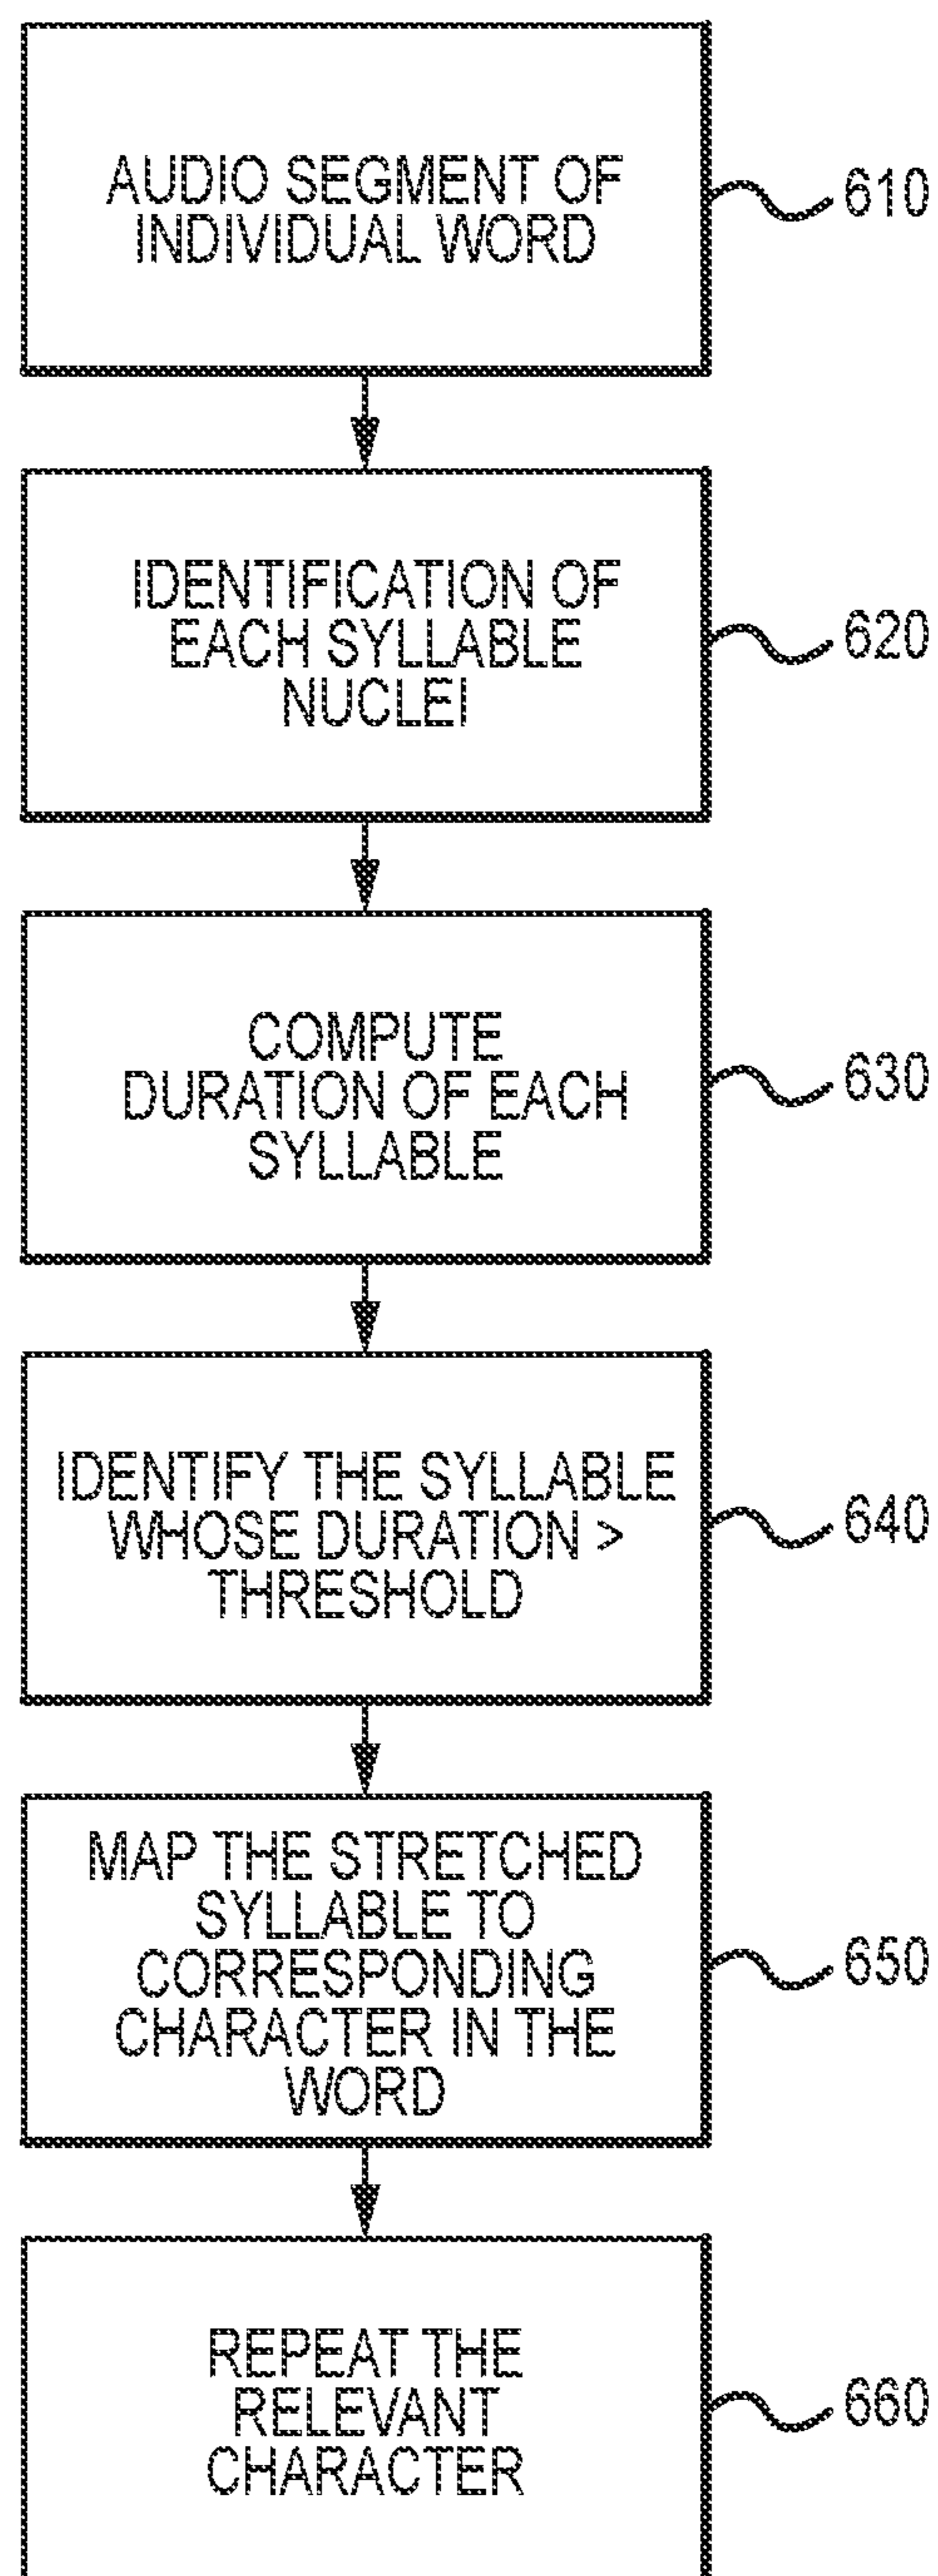 AUDIO SEGMENT OF
INDIVIDUAL WORD
610
IDENTIFICATION OF
EACH SYLLABLE
NUCLEI
620
COMPUTE
DURATION OF EACH
SYLLABLE
630
IDENTIFY THE SYLLABLE
WHOSE DURATION >
THRESHOLD
640
MAP THE STRETCHED
SYLLABLE TO
CORRESPONDING
CHARACTER IN THE
WORD
650
REPEAT THE
RELEVANT
CHARACTER
660